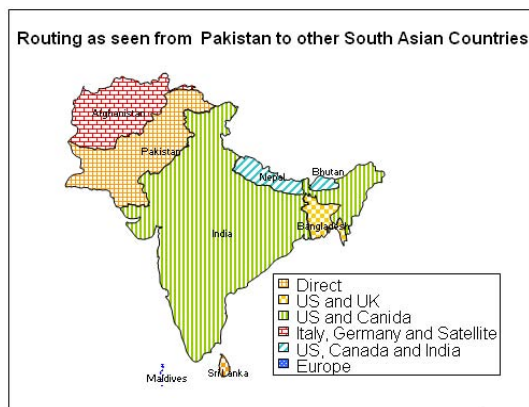 Routing as seen from Pakistan to other South Asian Countries
Afghanistan
Pakistan
Nepal
Bhutan
India
Bangladesh
Direct
US and UK
US and Canida
Italy, Germany and Satellite
US, Canada and India
Europe
Maldives
Sri Lanka